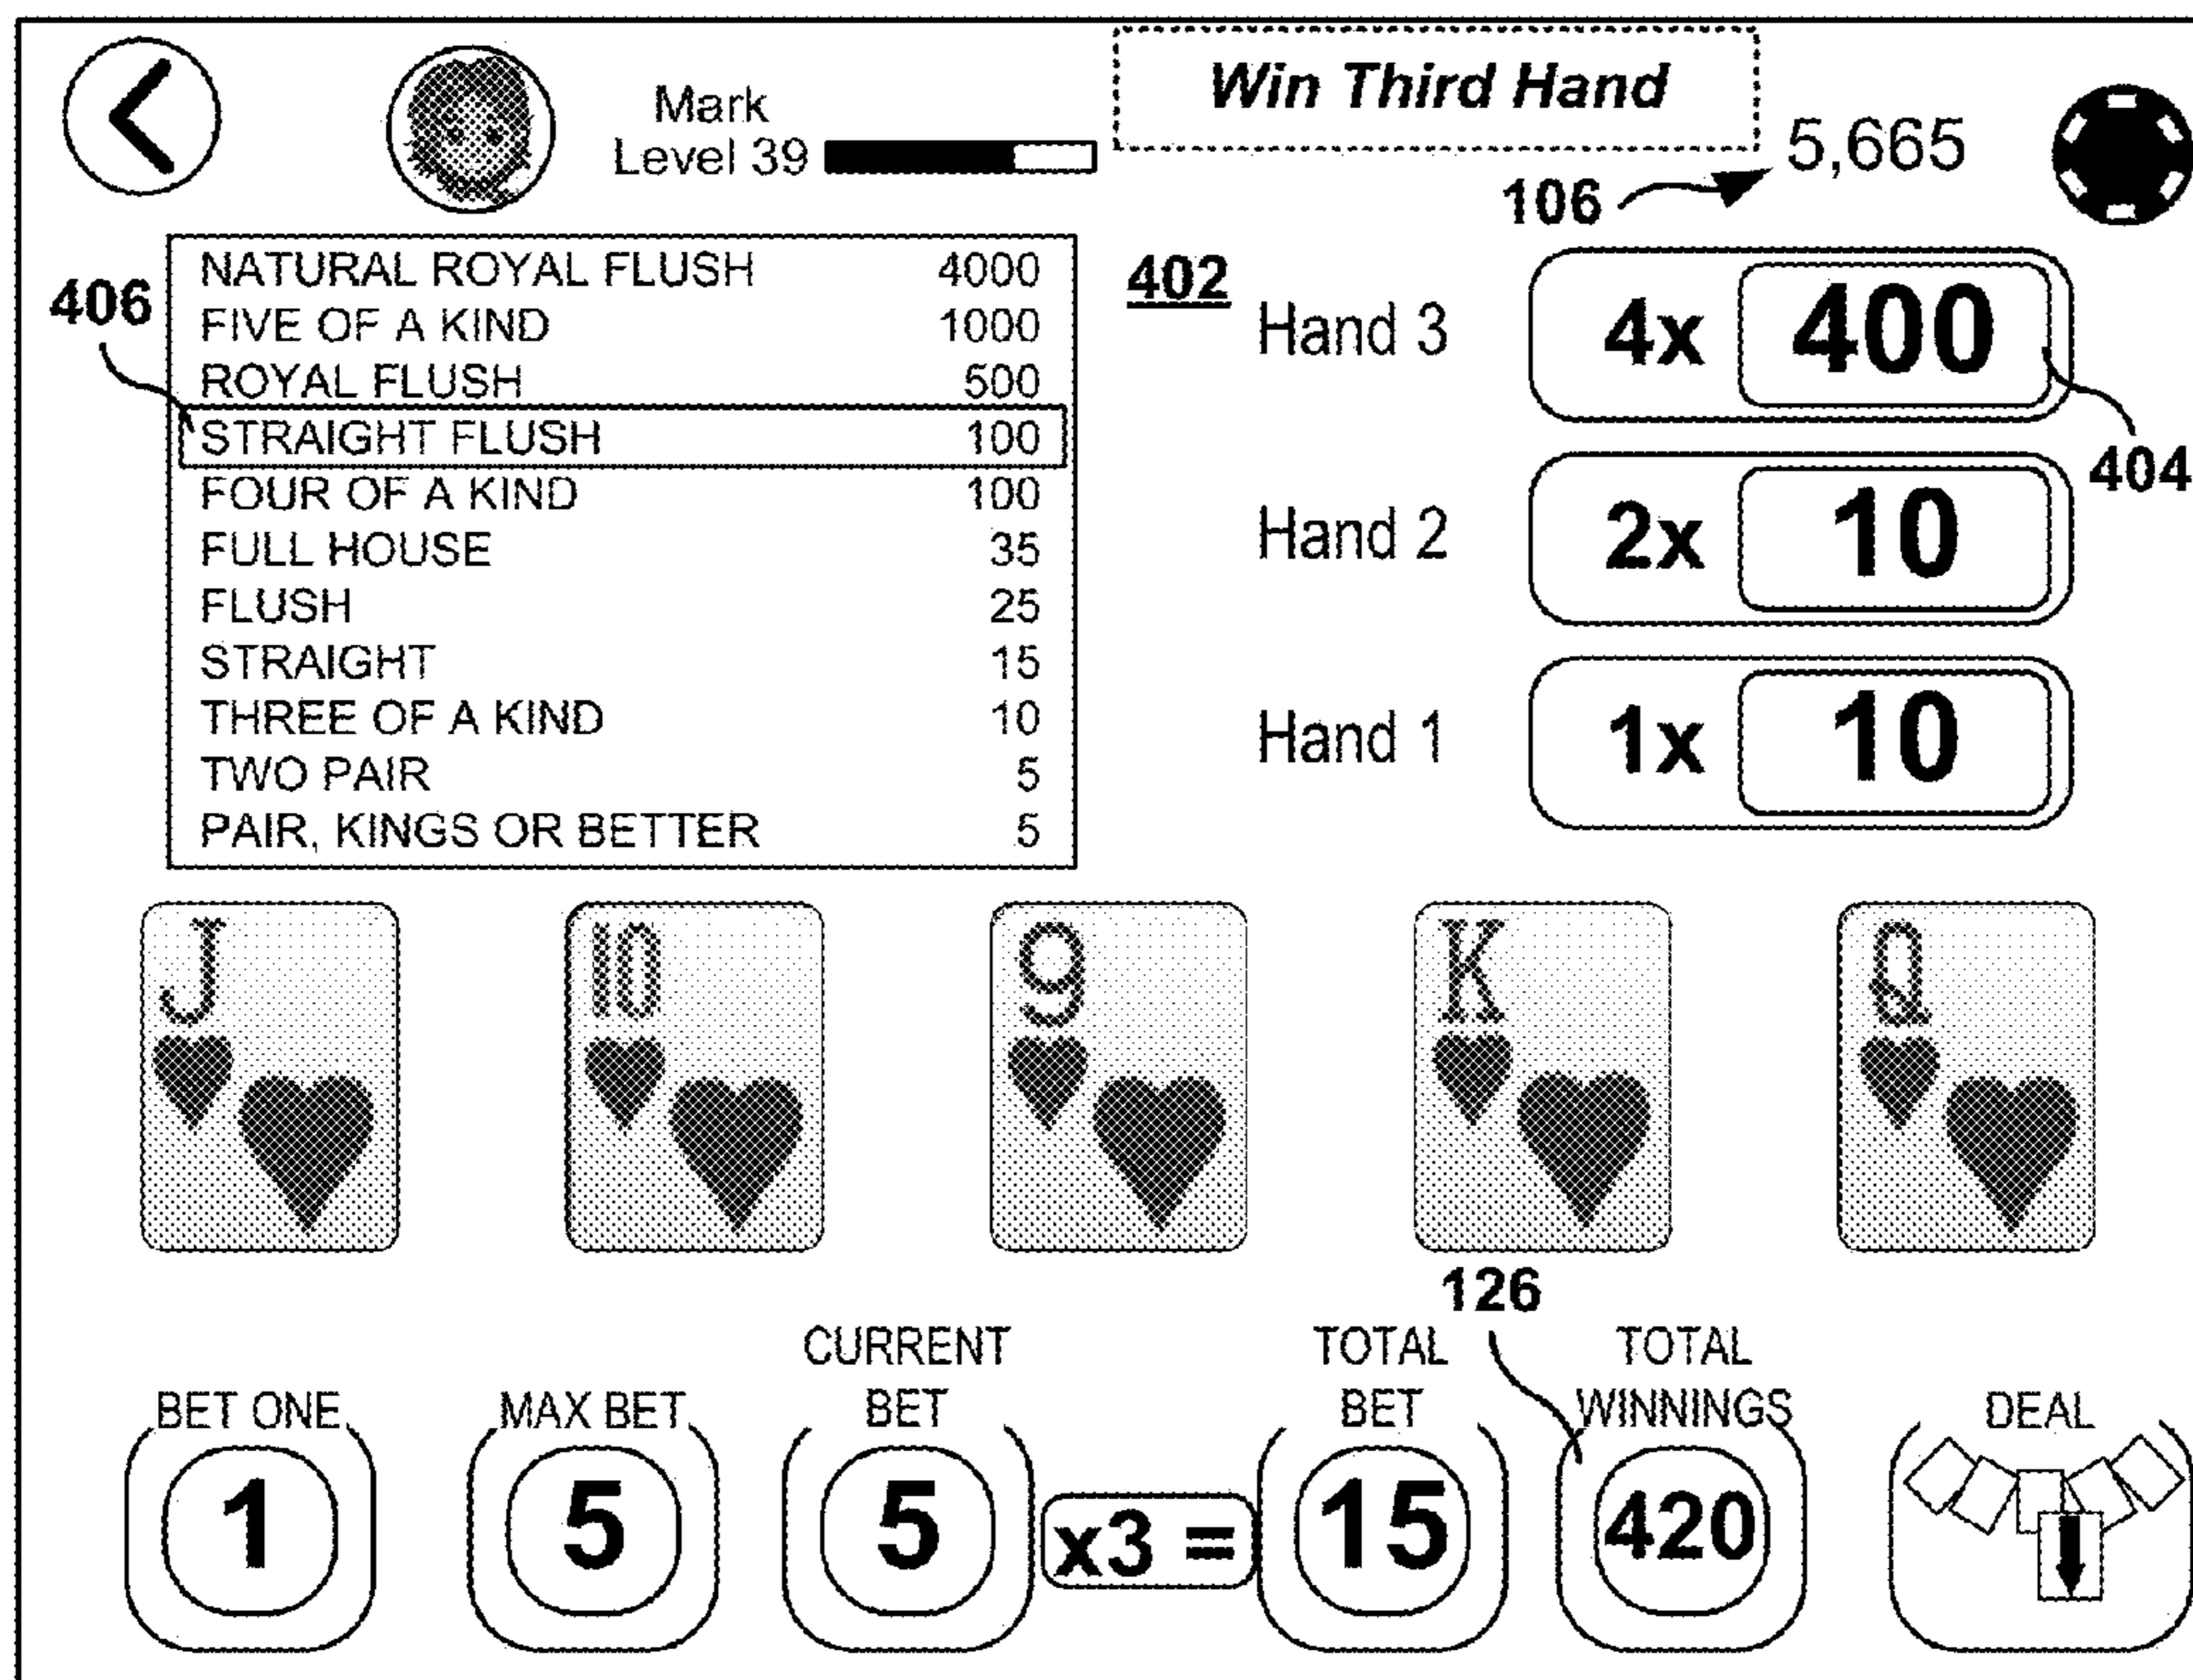 Win Third Hand
Mark
Level 39
5,665
106
406
NATURAL ROYAL FLUSH 4000
FIVE OF A KIND 1000
ROYAL FLUSH 500
STRAIGHT FLUSH 100
FOUR OF A KIND 100
FULL HOUSE 35
FLUSH 25
STRAIGHT 15
THREE OF A KIND 10
TWO PAIR 5
PAIR, KINGS OR BETTER 5
402
Hand 3 4x 400
404
Hand 2 2x 10
Hand 1 1x 10
J 10 9 K Q
126
BET ONE
1
MAX BET
5
CURRENT
BET
5
x3 =
TOTAL
BET
15
TOTAL
WINNINGS
420
DEAL